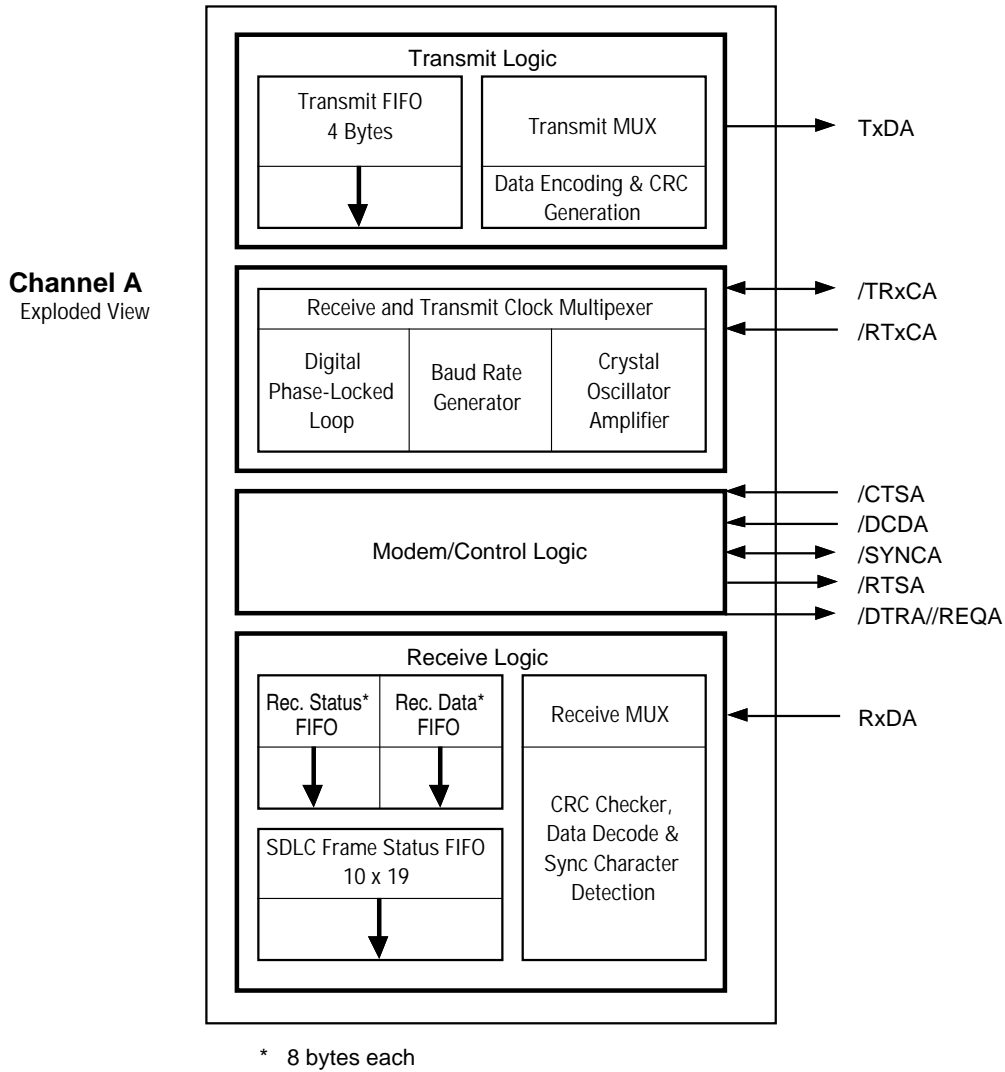 Transmit Logic
Transmit FIFO
4 Bytes
Transmit MUX
Data Encoding & CRC
Generation
TxDA
Channel A
Exploded View
Receive and Transmit Clock Multipexer
Digital
Phase-Locked
Loop
Baud Rate
Generator
Crystal
Oscillator
Amplifier
/TRxCA
/RTxCA
Modem/Control Logic
/CTSA
/DCDA
/SYNCA
/RTSA
/DTRA//REQA
Receive Logic
Rec. Status*
FIFO
Rec. Data*
FIFO
Receive MUX
RxDA
SDLC Frame Status FIFO
10 x 19
CRC Checker,
Data Decode &
Sync Character
Detection
* 8 bytes each